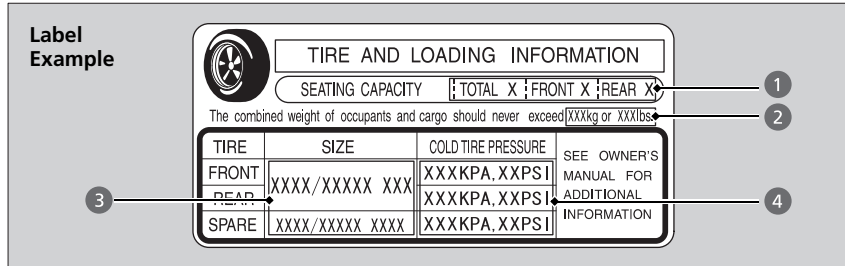 Label
Example
TIRE AND LOADING INFORMATION
SEATING CAPACITY TOTAL X FRONT X REAR X
1
The combined weight of occupants and cargo should never exceed XXXkg or XXXlbs.
2
TIRE SIZE COLD TIRE PRESSURE
SEE OWNER'S
MANUAL FOR
ADDITIONAL
INFORMATION
FRONT XXXX/XXXXX XXX XXXKPA,XXPSI
REAR XXXKPA,XXPSI
3
4
SPARE XXXX/XXXXX XXXX XXXKPA,XXPSI